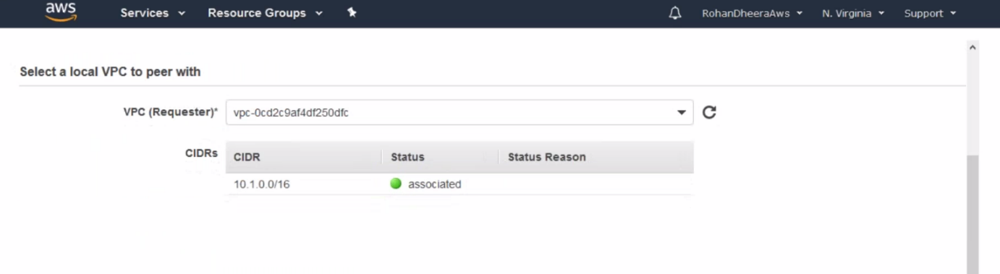 aws Services Resource Groups RohanDheeraAws N. Virginia Support
Select a local VPC to peer with
VPC (Requester)* vpc-0cd2c9af4df250dfc
CIDRs CIDR Status Status Reason
10.1.0.0/16 associated